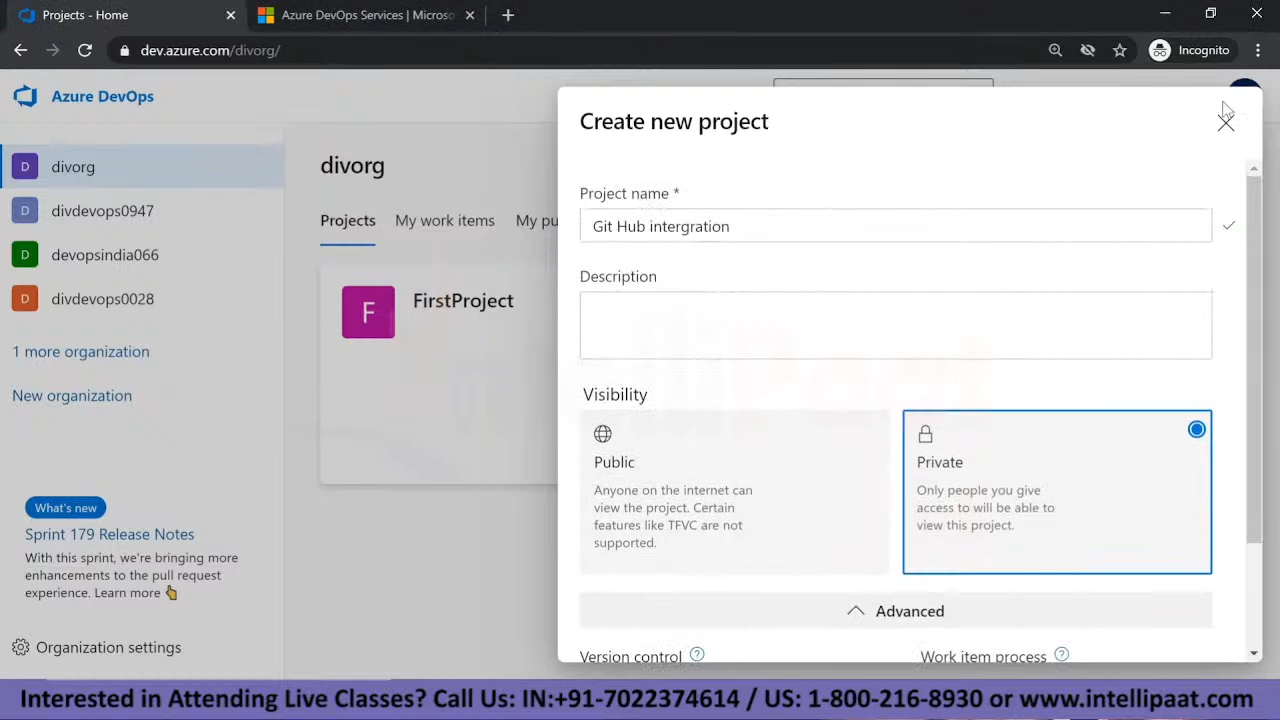 Projects - Home
Azure DevOps Services | Microso
dev.azure.com/divorg/
Incognito
Azure DevOps
D divorg
D divdevops0947
D devopsindia066
D divdevops0028
1 more organization
New organization
What's new
Sprint 179 Release Notes
With this sprint, we're bringing more
enhancements to the pull request
experience. Learn more
Organization settings
divorg
Projects My work items My pu
F FirstProject
Create new project
Project name *
Git Hub intergration
Description
Visibility
Public
Anyone on the internet can
view the project. Certain
features like TFVC are not
supported.
Private
Only people you give
access to will be able to
view this project.
Advanced
Version control ? Work item process ?
Interested in Attending Live Classes? Call Us: IN:+91-7022374614 / US: 1-800-216-8930 or www.intellipaat.com